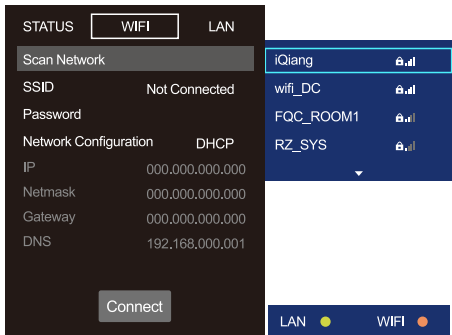 STATUS WIFI LAN
Scan Network
SSID Not Connected
Password
Network Configuration DHCP
IP 000.000.000.000
Netmask 000.000.000.000
Gateway 000.000.000.000
DNS 192.168.000.001
Connect
iQiang
wifi_DC
FQC_ROOM1
RZ_SYS
LAN WIFI